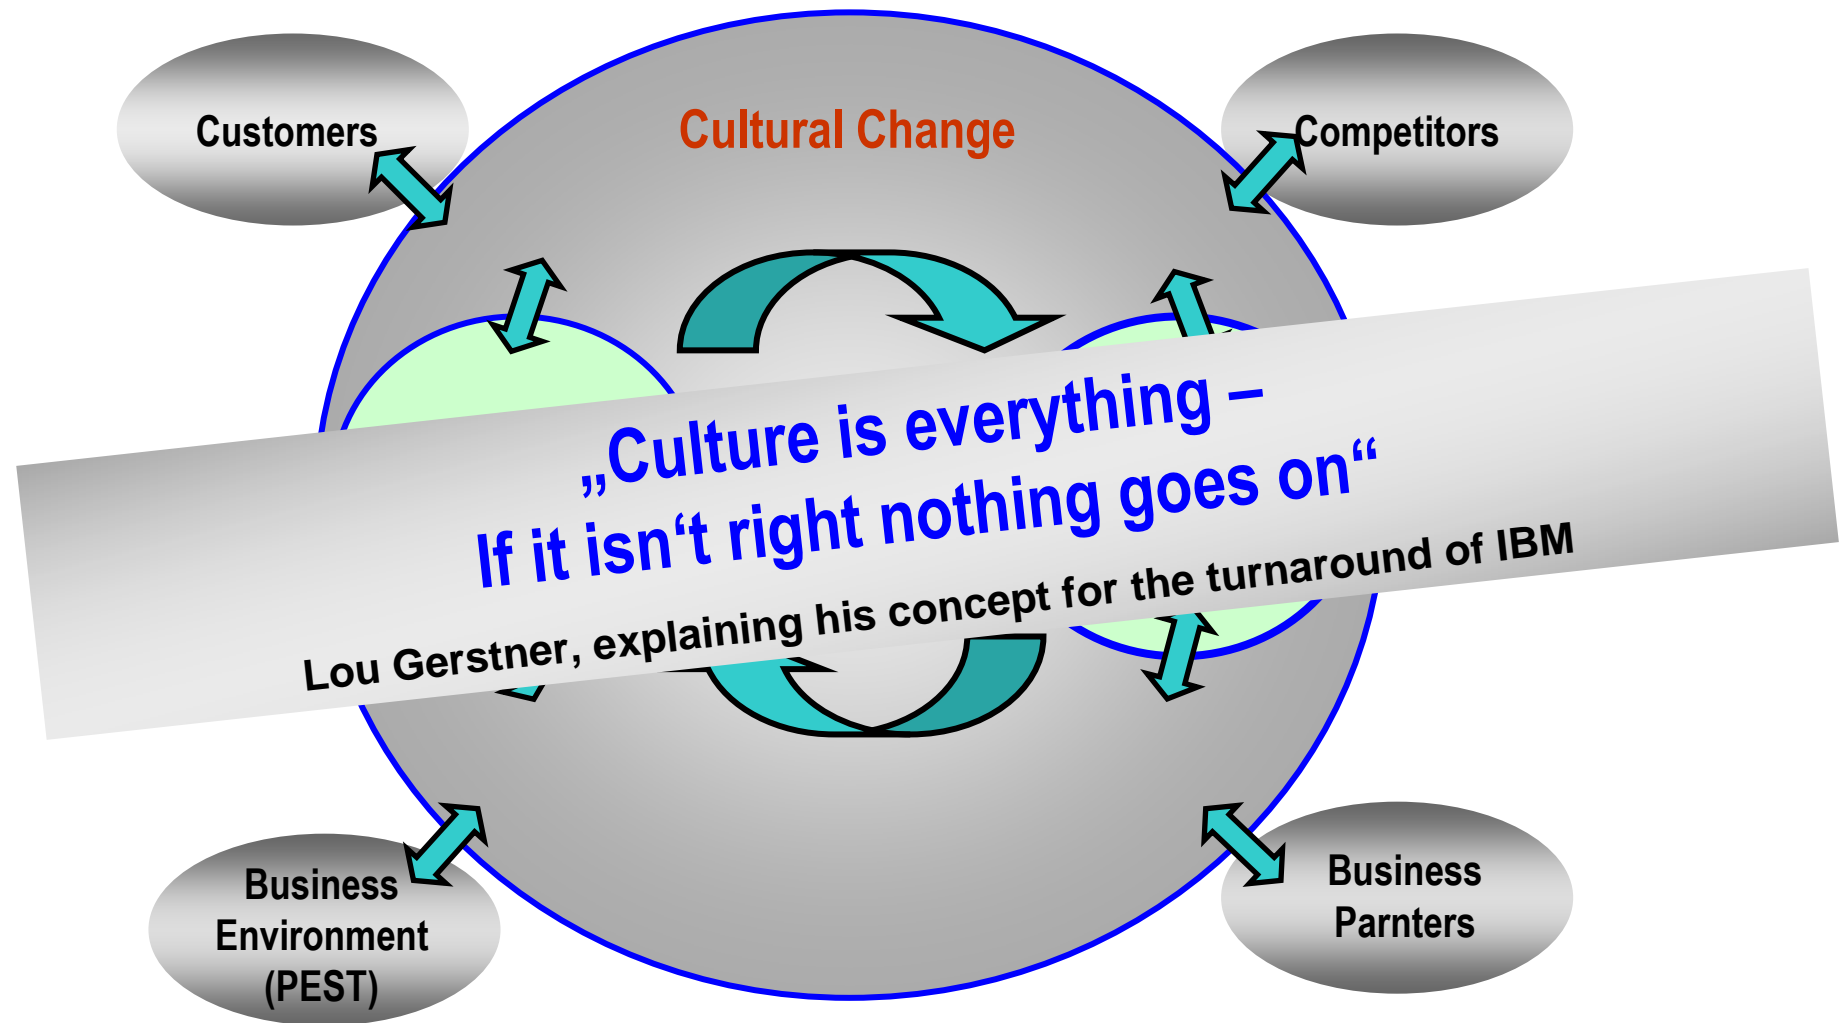 Cultural Change
Customers
Competitors
„Culture is everything –
If it isn‘t right nothing goes on“
Lou Gerstner, explaining his concept for the turnaround of IBM
Business
Environment
(PEST)
Business
Parnters